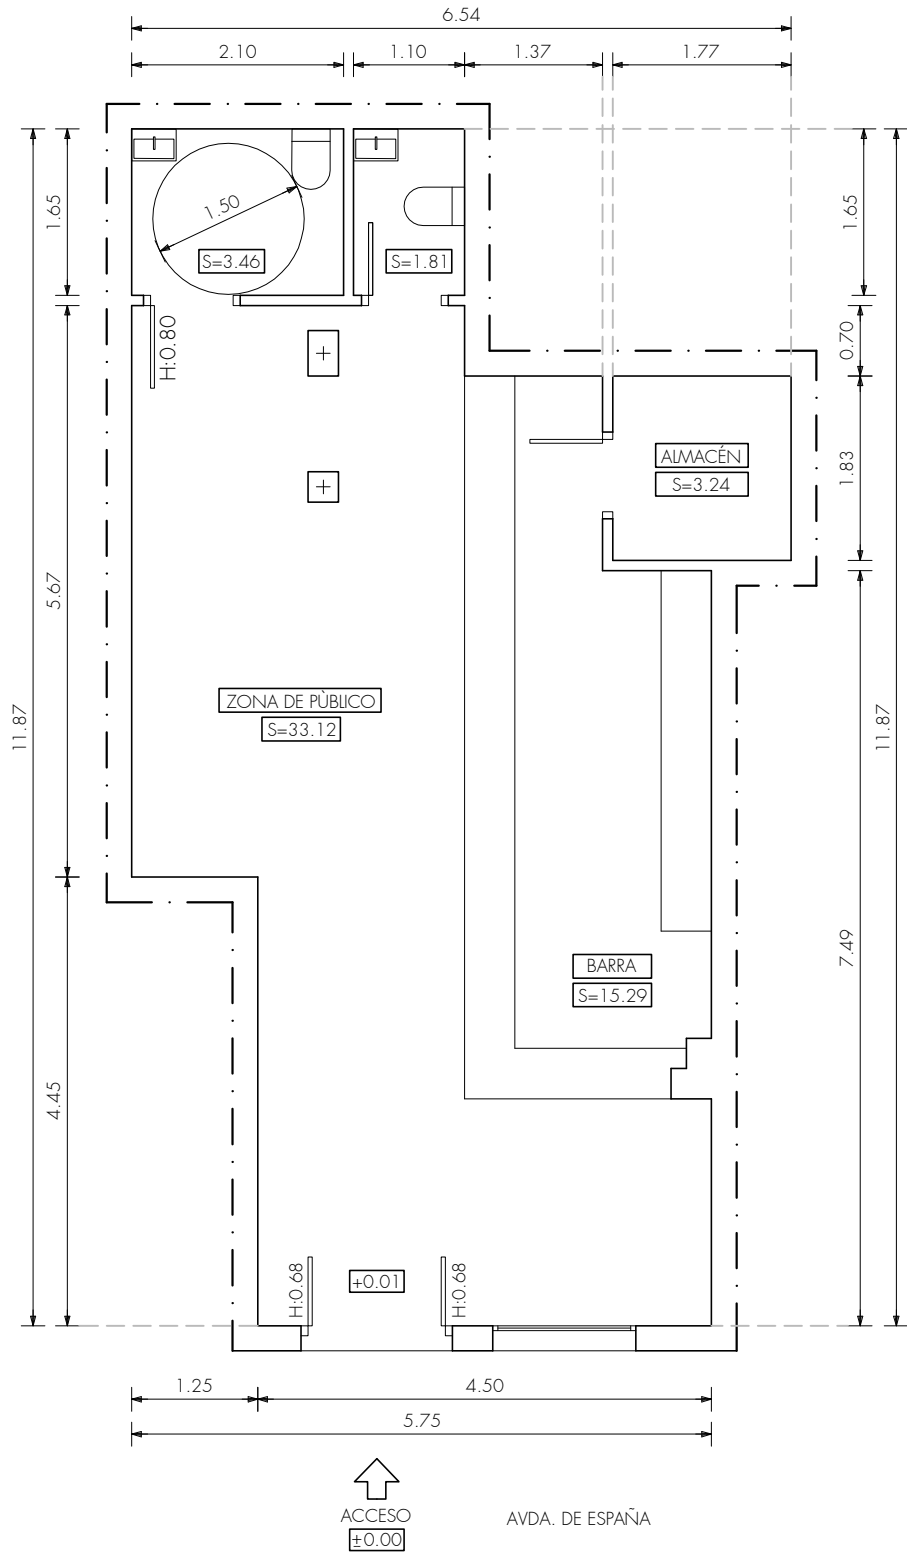 6.54
2.10
1.10
1.37
1.77
1.65
1.65
1.50
S=3.46
S=1.81
H:0.80
0.70
ALMACÉN
S=3.24
1.83
5.67
ZONA DE PÙBLICO
S=33.12
11.87
11.87
BARRA
S=15.29
7.49
4.45
H:0.68
+0.01
H:0.68
1.25
4.50
5.75
ACCESO
±0.00
AVDA. DE ESPAÑA